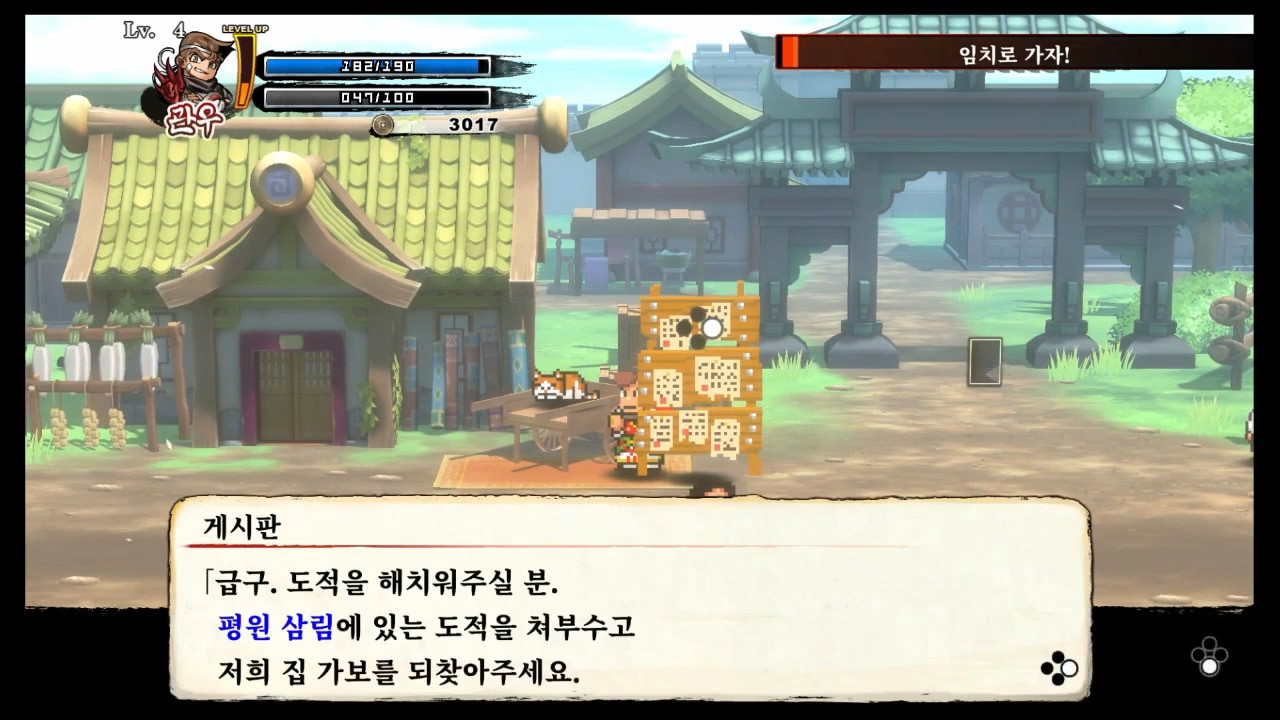 Lv. 4
LEVEL UP
182/190
047/100
3017
관우
임치로 가자!
게시판
「급구. 도적을 해치워주실 분.
평원 삼림에 있는 도적을 쳐부수고
저희 집 가보를 되찾아주세요.